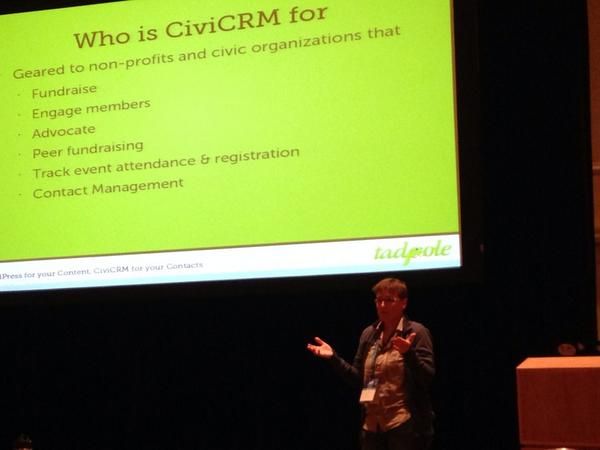 Who is CiviCRM for
Geared to non-profits and civic organizations that
· Fundraise
· Engage members
· Advocate
· Peer fundraising
· Track event attendance & registration
· Contact Management
Press for your Content, CiviCRM for your Contacts
tadpole